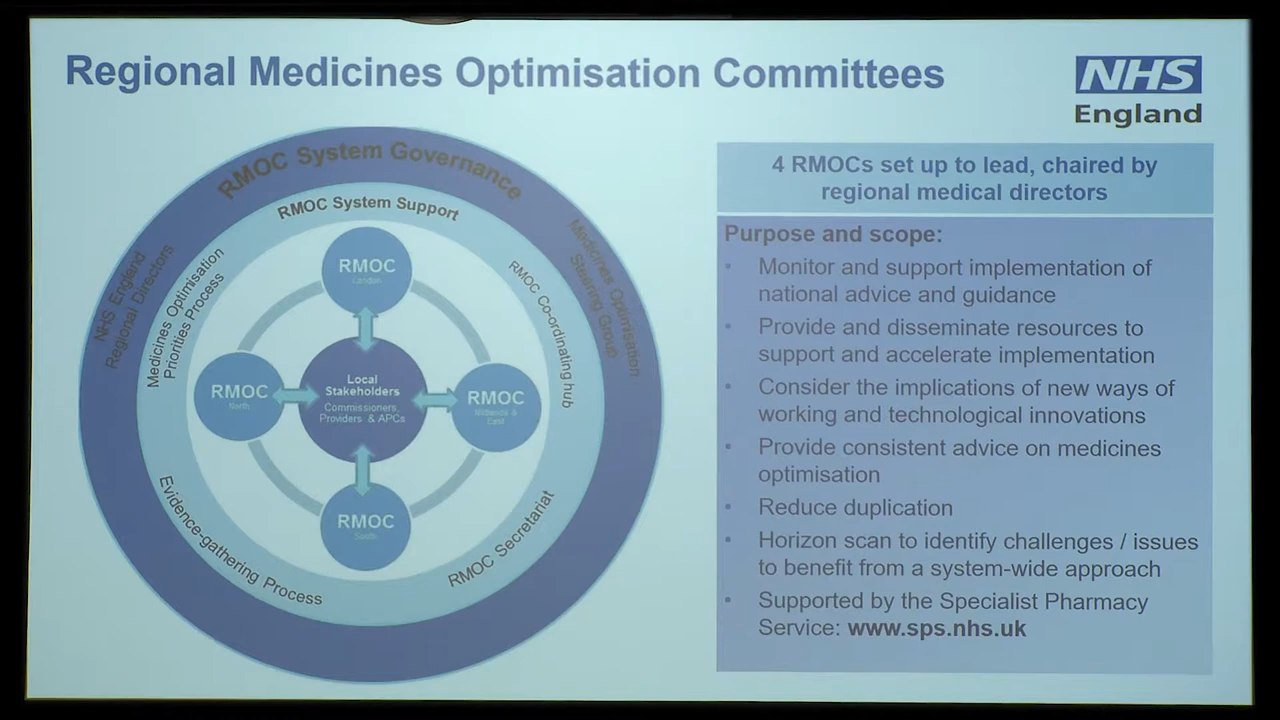 Regional Medicines Optimisation Committees
NHS
England
RMOC System Governance
NHS England
Regional Directors
Medicines Optimisation
Steering Group
RMOC System Support
Medicines Optimisation
Priorities Process
RMOC Co-ordinating hub
Evidence-gathering Process
RMOC Secretariat
RMOC
London
RMOC
North
Local
Stakeholders
Commissioners,
Providers & APCs
RMOC
Midlands &
East
RMOC
South
4 RMOCs set up to lead, chaired by
regional medical directors
Purpose and scope:
• Monitor and support implementation of
national advice and guidance
• Provide and disseminate resources to
support and accelerate implementation
• Consider the implications of new ways of
working and technological innovations
• Provide consistent advice on medicines
optimisation
• Reduce duplication
• Horizon scan to identify challenges / issues
to benefit from a system-wide approach
• Supported by the Specialist Pharmacy
Service: www.sps.nhs.uk